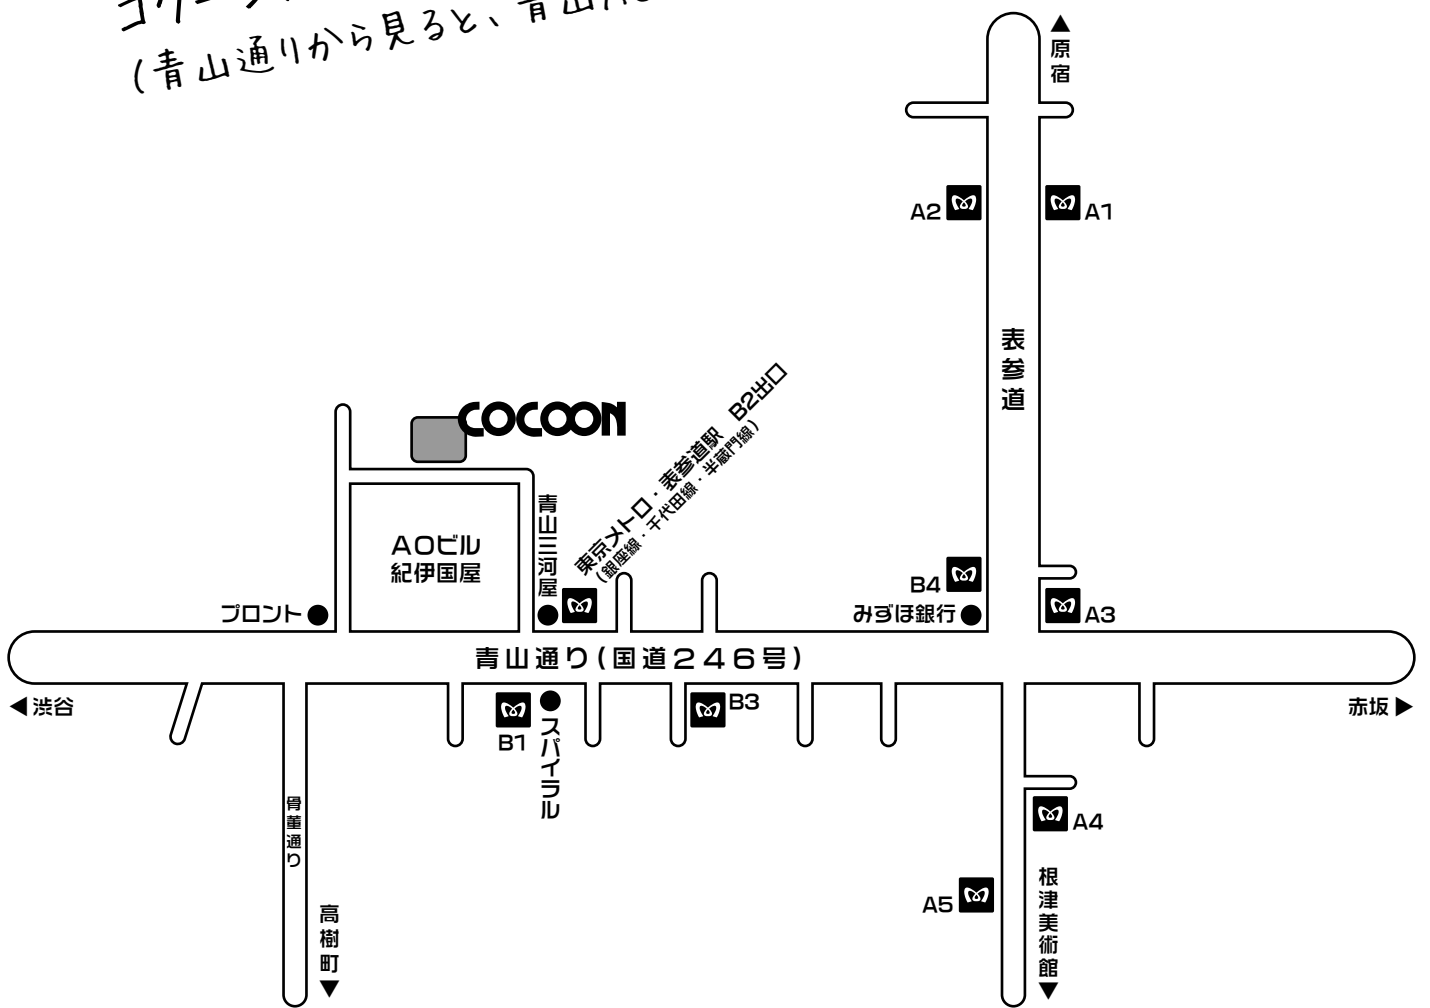 (青山通りから見ると、青山
▲原宿
A2
A1
表参道
COCOON
東京メトロ・表参道駅 B2出口
(銀座線・千代田線・半蔵門線)
青山三河屋
AOビル
紀伊国屋
プロント
B4
みずほ銀行
A3
青山通り(国道246号)
◀渋谷
赤坂▶
B1
スパイラル
B3
骨董通り
高樹町▼
A4
A5
根津美術館▼